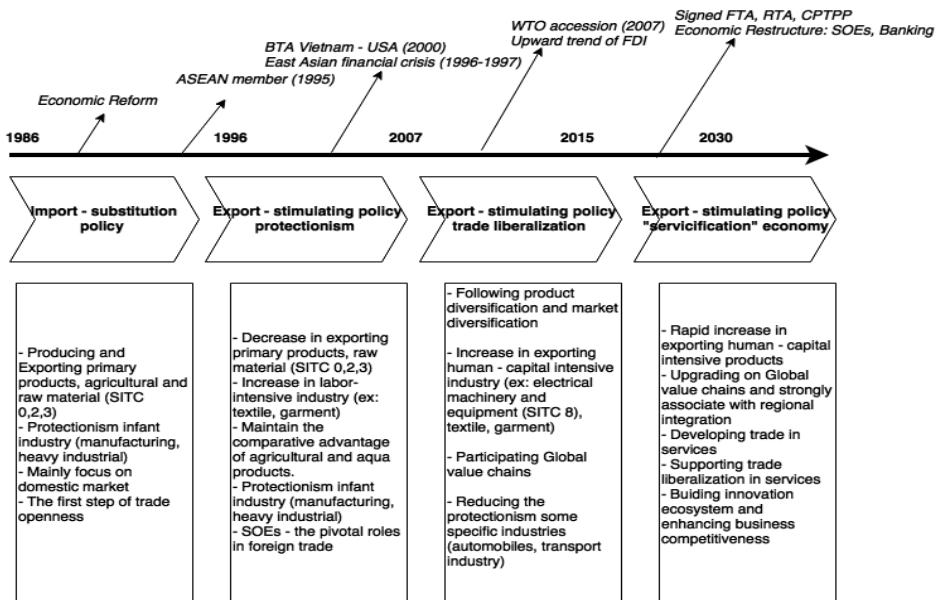 Signed FTA, RTA, CPTPP
Economic Restructure: SOEs, Banking
WTO accession (2007)
Upward trend of FDI
BTA Vietnam - USA (2000)
East Asian financial crisis (1996-1997)
ASEAN member (1995)
Economic Reform
1986
1996
2007
2015
2030
Import - substitution
policy
Export - stimulating policy
protectionism
Export - stimulating policy
trade liberalization
Export - stimulating policy
"servicification" economy
- Producing and
Exporting primary
products, agricultural and
raw material (SITC
0,2,3)
- Protectionism infant
industry (manufacturing,
heavy industrial)
- Mainly focus on
domestic market
- The first step of trade
openness
- Decrease in exporting
primary products, raw
material (SITC 0,2,3)
- Increase in labor-
intensive industry (ex:
textile, garment)
- Maintain the
comparative advantage
of agricultural and aqua
products.
- Protectionism infant
industry (manufacturing,
heavy industrial)
- SOEs - the pivotal roles
in foreign trade
- Following product
diversification and market
diversification
- Increase in exporting
human - capital intensive
industry (ex: electrical
machinery and
equipment (SITC 8),
textile, garment)
- Participating Global
value chains
- Reducing the
protectionism some
specific industries
(automobiles, transport
industry)
- Rapid increase in
exporting human - capital
intensive products
- Upgrading on Global
value chains and strongly
associate with regional
integration
- Developing trade in
services
- Supporting trade
liberalization in services
- Buiding innovation
ecosystem and
enhancing business
competitiveness